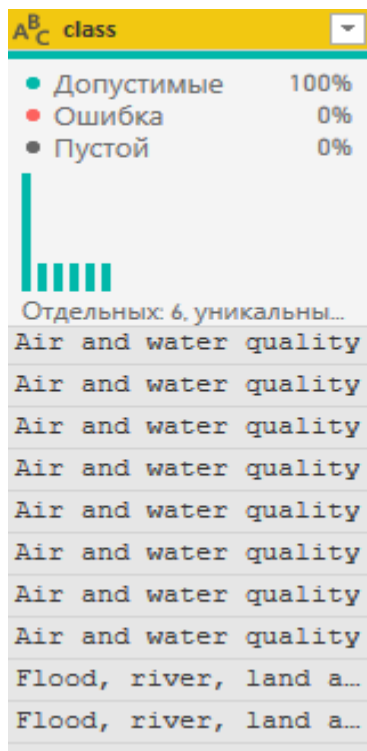 ABC class
Допустимые 100%
Ошибка 0%
Пустой 0%
Отдельных: 6, уникальны...
Air and water quality
Air and water quality
Air and water quality
Air and water quality
Air and water quality
Air and water quality
Air and water quality
Air and water quality
Flood, river, land a...
Flood, river, land a...